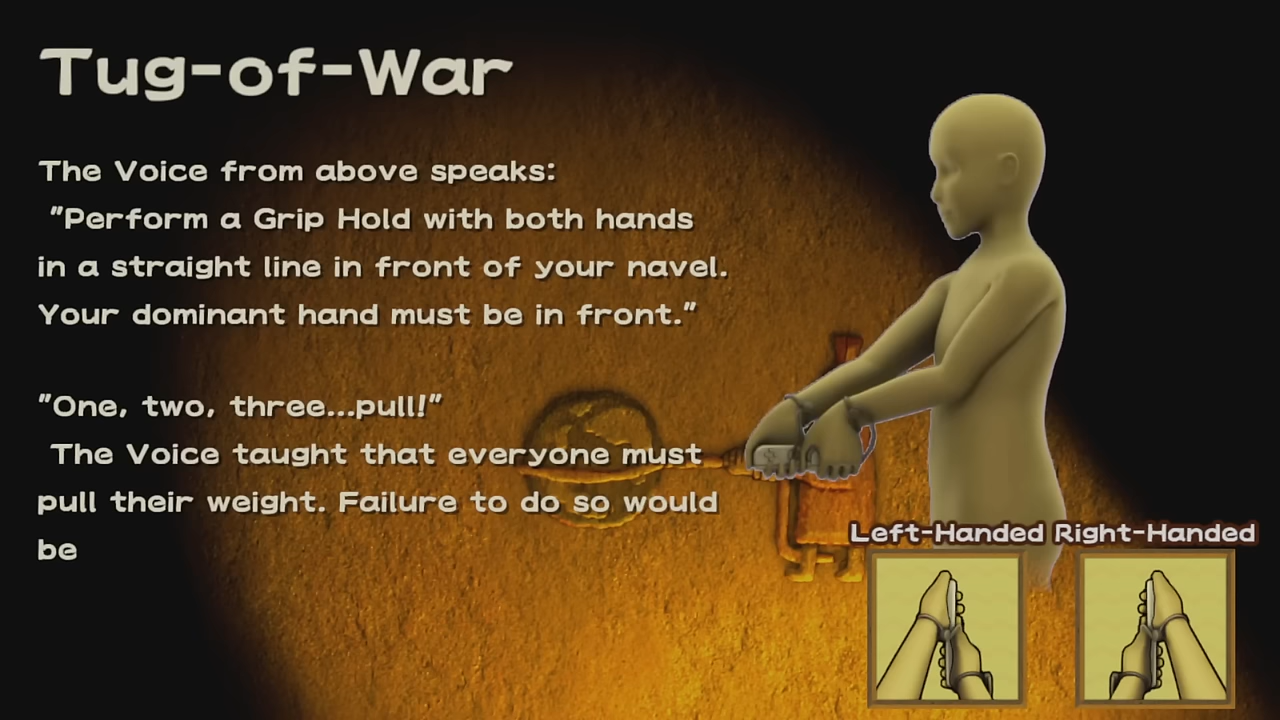 Tug-of-War
The Voice from above speaks:
"Perform a Grip Hold with both hands
in a straight line in front of your navel.
Your dominant hand must be in front."
"One, two, three...pull!"
The Voice taught that everyone must
pull their weight. Failure to do so would
be
Left-Handed Right-Handed